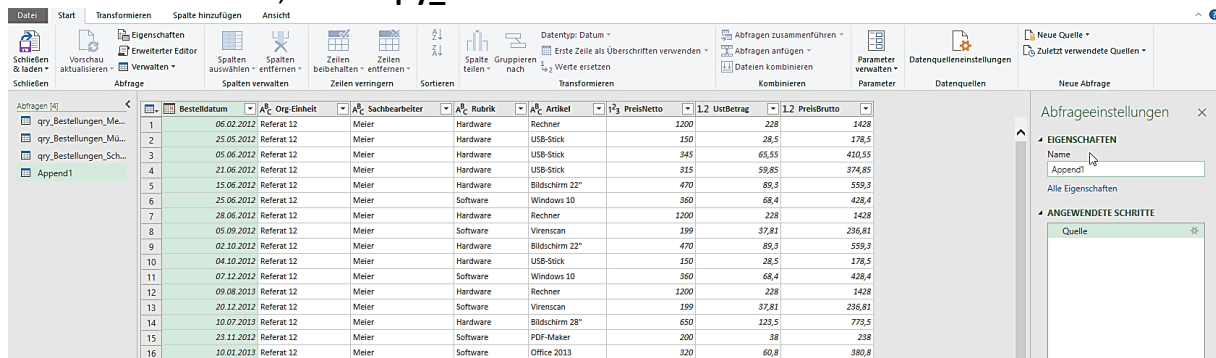 py_
Datei Start Transformieren Spalte hinzufügen Ansicht
Schließen & laden
Vorschau aktualisieren
Eigenschaften
Erweiterter Editor
Verwalten
Spalten auswählen
Spalten entfernen
Zeilen beibehalten
Zeilen entfernen
Spalte teilen
Gruppieren nach
Datentyp: Datum
Erste Zeile als Überschriften verwenden
1 2 Werte ersetzen
Abfragen zusammenführen
Abfragen anfügen
Dateien kombinieren
Parameter verwalten
Datenquelleneinstellungen
Neue Quelle
Zuletzt verwendete Quellen
Schließen Abfrage Spalten verwalten Zeilen verringern Sortieren Transformieren Kombinieren Parameter Datenquellen Neue Abfrage
Abfragen [4]
qry_Bestellungen_Me...
qry_Bestellungen_Mü...
qry_Bestellungen_Sch...
Append1
Bestelldatum ABC Org-Einheit ABC Sachbearbeiter ABC Rubrik ABC Artikel 123 PreisNetto 1.2 UstBetrag 1.2 PreisBrutto
1 06.02.2012 Referat 12 Meier Hardware Rechner 1200 228 1428
2 25.05.2012 Referat 12 Meier Hardware USB-Stick 150 28,5 178,5
3 05.06.2012 Referat 12 Meier Hardware USB-Stick 345 65,55 410,55
4 21.06.2012 Referat 12 Meier Hardware USB-Stick 315 59,85 374,85
5 15.06.2012 Referat 12 Meier Hardware Bildschirm 22" 470 89,3 559,3
6 25.06.2012 Referat 12 Meier Software Windows 10 360 68,4 428,4
7 28.06.2012 Referat 12 Meier Hardware Rechner 1200 228 1428
8 05.09.2012 Referat 12 Meier Software Virenscan 199 37,81 236,81
9 02.10.2012 Referat 12 Meier Hardware Bildschirm 22" 470 89,3 559,3
10 04.10.2012 Referat 12 Meier Hardware USB-Stick 150 28,5 178,5
11 07.12.2012 Referat 12 Meier Software Windows 10 360 68,4 428,4
12 09.08.2013 Referat 12 Meier Hardware Rechner 1200 228 1428
13 20.12.2012 Referat 12 Meier Software Virenscan 199 37,81 236,81
14 10.07.2013 Referat 12 Meier Hardware Bildschirm 28" 650 123,5 773,5
15 23.11.2012 Referat 12 Meier Software PDF-Maker 200 38 238
16 10.01.2013 Referat 12 Meier Software Office 2013 320 60,8 380,8
Abfrageeinstellungen
EIGENSCHAFTEN
Name
Append1
Alle Eigenschaften
ANGEWENDETE SCHRITTE
Quelle